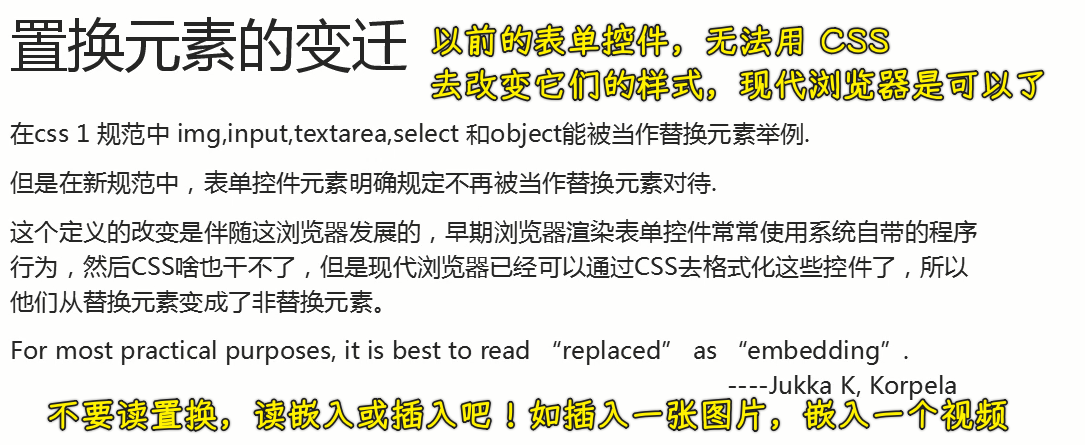 置换元素的变迁
以前的表单控件，无法用 CSS
去改变它们的样式，现代浏览器是可以了
在css 1 规范中 img,input,textarea,select 和object能被当作替换元素举例.
但是在新规范中，表单控件元素明确规定不再被当作替换元素对待.
这个定义的改变是伴随这浏览器发展的，早期浏览器渲染表单控件常常使用系统自带的程序
行为，然后CSS啥也干不了，但是现代浏览器已经可以通过CSS去格式化这些控件了，所以
他们从替换元素变成了非替换元素。
For most practical purposes, it is best to read “replaced” as “embedding”.
----Jukka K, Korpela
不要读置换，读嵌入或插入吧！如插入一张图片，嵌入一个视频